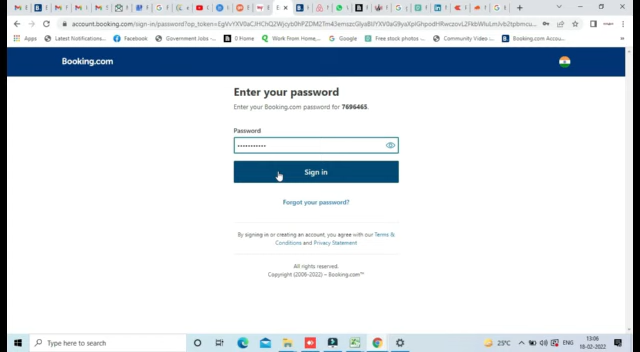 account.booking.com/sign-in/password?op_token=
Apps
Latest Notifications...
Facebook
Government Jobs -...
D Home
Work From Home,...
Google
Free stock photos -...
Community Video -...
Booking.com Accou...
Booking.com
Enter your password
Enter your Booking.com password for 7696465.
Password
Sign in
Forgot your password?
By signing in or creating an account, you agree with our Terms &
Conditions and Privacy Statement
All rights reserved.
Copyright (2006-2022) – Booking.com™
Type here to search
25°C
ENG
13:06
18-02-2022